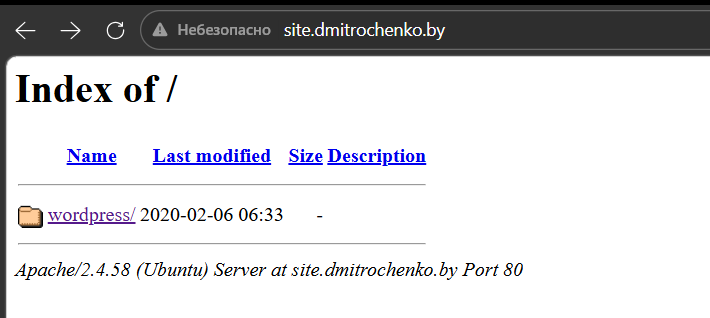 Небезопасно site.dmitrochenko.by
Index of /
Name Last modified Size Description
wordpress/ 2020-02-06 06:33 -
Apache/2.4.58 (Ubuntu) Server at site.dmitrochenko.by Port 80